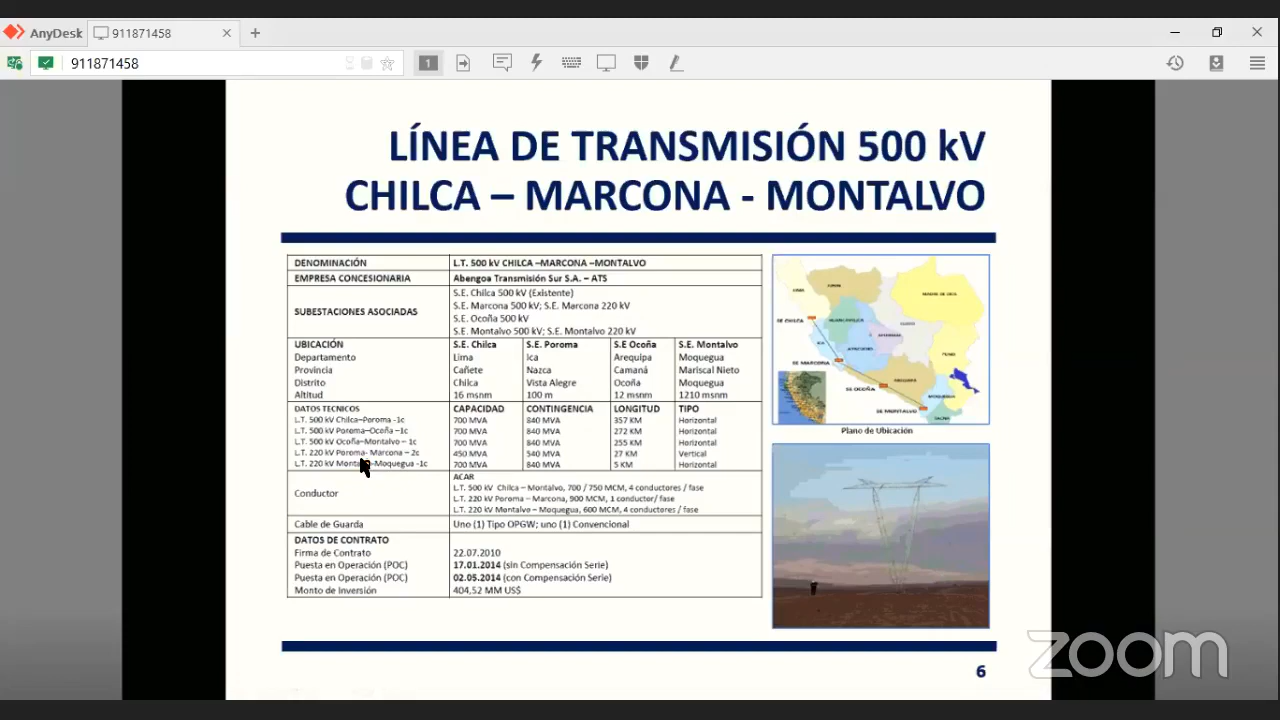 AnyDesk
911871458
911871458
1
LÍNEA DE TRANSMISIÓN 500 kV
CHILCA – MARCONA - MONTALVO
DENOMINACIÓN L.T. 500 kV CHILCA –MARCONA –MONTALVO
EMPRESA CONCESIONARIA Abengoa Transmisión Sur S.A. – ATS
SUBESTACIONES ASOCIADAS
S.E. Chilca 500 kV (Existente)
S.E. Marcona 500 kV; S.E. Marcona 220 kV
S.E. Ocoña 500 kV
S.E. Montalvo 500 kV; S.E. Montalvo 220 kV
UBICACIÓN S.E. Chilca S.E. Poroma S.E Ocoña S.E. Montalvo
Departamento Lima Ica Arequipa Moquegua
Provincia Cañete Nazca Camaná Mariscal Nieto
Distrito Chilca Vista Alegre Ocoña Moquegua
Altitud 16 msnm 100 m 12 msnm 1210 msnm
DATOS TECNICOS CAPACIDAD CONTINGENCIA LONGITUD TIPO
L.T. 500 kV Chilca–Poroma -1c 700 MVA 840 MVA 357 KM Horizontal
L.T. 500 kV Poroma–Ocoña –1c 700 MVA 840 MVA 272 KM Horizontal
L.T. 500 kV Ocoña–Montalvo – 1c 700 MVA 840 MVA 255 KM Horizontal
L.T. 220 kV Poroma- Marcona – 2c 450 MVA 540 MVA 27 KM Vertical
L.T. 220 kV -Moquegua -1c 700 MVA 840 MVA 5 KM Horizontal
Conductor
ACAR
L.T. 500 kV Chilca – Montalvo, 700 / 750 MCM, 4 conductores / fase
L.T. 220 kV Poroma – Marcona, 900 MCM, 1 conductor/ fase
L.T. 220 kV Montalvo – Moquegua, 600 MCM, 4 conductores / fase
Cable de Guarda Uno (1) Tipo OPGW; uno (1) Convencional
DATOS DE CONTRATO
Firma de Contrato 22.07.2010
Puesta en Operación (POC) 17.01.2014 (sin Compensación Serie)
Puesta en Operación (POC) 02.05.2014 (con Compensación Serie)
Monto de Inversión 404,52 MM US$
SE CHILCA
SE MARCONA
SE OCOÑA
SE MONTALVO
Plano de Ubicación
6
zoom